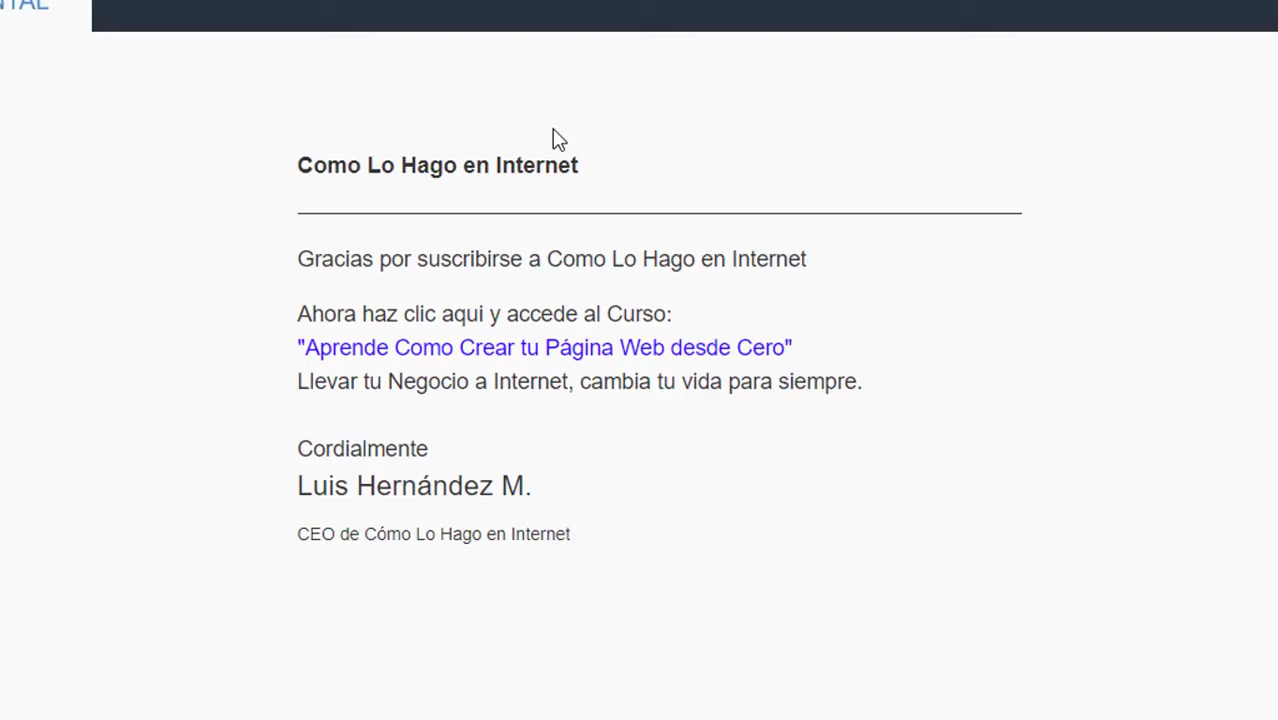 Como Lo Hago en Internet
Gracias por suscribirse a Como Lo Hago en Internet
Ahora haz clic aqui y accede al Curso:
"Aprende Como Crear tu Página Web desde Cero"
Llevar tu Negocio a Internet, cambia tu vida para siempre.
Cordialmente
Luis Hernández M.
CEO de Cómo Lo Hago en Internet